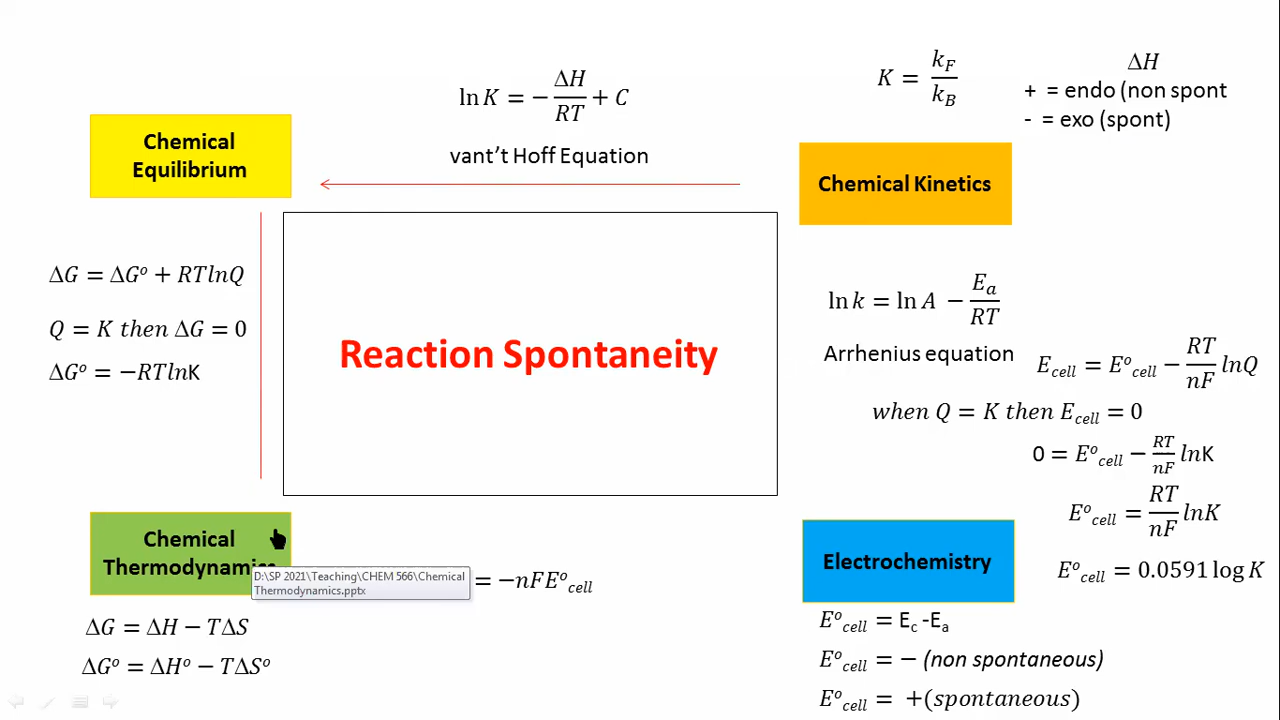 ln K = − ΔH/RT + C
vant't Hoff Equation
K = k_F/k_B
ΔH
+ = endo (non spont
- = exo (spont)
Chemical
Equilibrium
Chemical Kinetics
ΔG = ΔG° + RTlnQ
Q = K then ΔG = 0
ΔG° = −RTlnK
Reaction Spontaneity
ln k = ln A − E_a/RT
Arrhenius equation
E_cell = E°_cell − RT/nF lnQ
when Q = K then E_cell = 0
0 = E°_cell − RT/nF lnK
E°_cell = RT/nF lnK
E°_cell = 0.0591 log K
Chemical
Thermodynamics
D:\SP 2021\Teaching\CHEM 566\Chemical
Thermodynamics.pptx
= −nFE°_cell
ΔG = ΔH − TΔS
ΔG° = ΔH° − TΔS°
Electrochemistry
E°_cell = E_c -E_a
E°_cell = − (non spontaneous)
E°_cell = +(spontaneous)